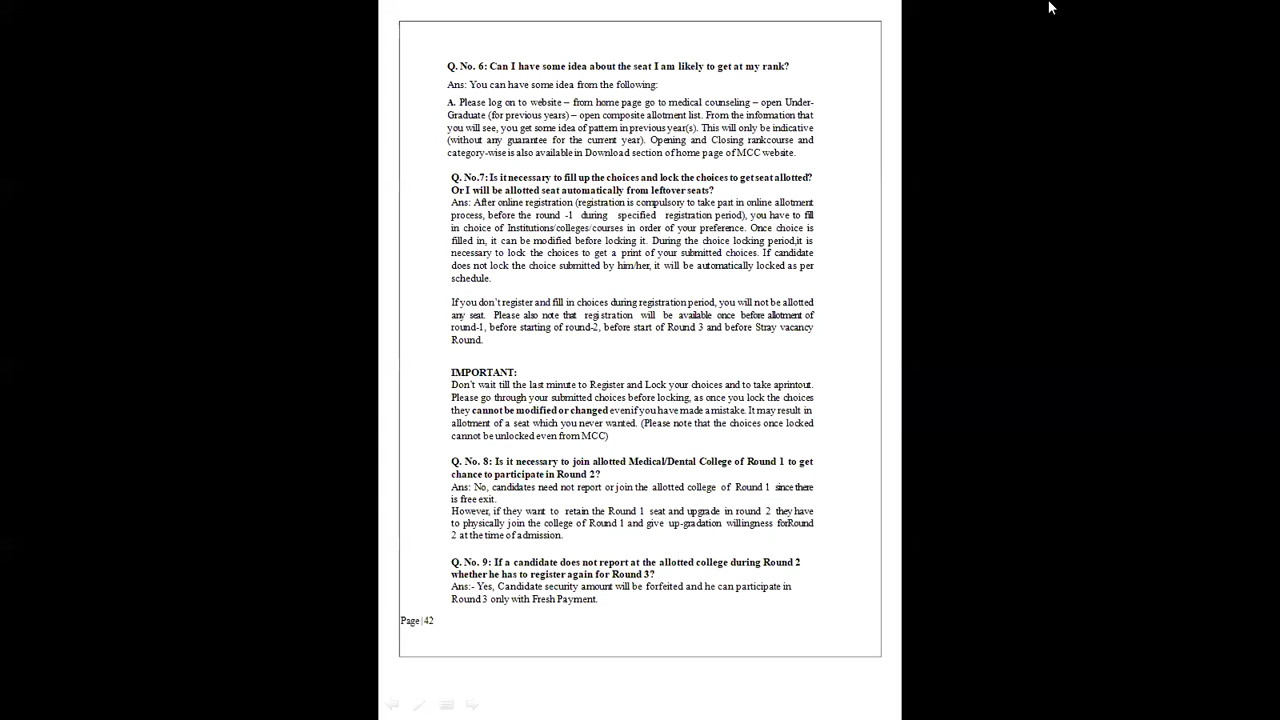 Q. No. 6: Can I have some idea about the seat I am likely to get at my rank?
Ans: You can have some idea from the following:
A. Please log on to website – from home page go to medical counseling – open Under-
Graduate (for previous years) – open composite allotment list. From the information that
you will see, you get some idea of pattern in previous year(s). This will only be indicative
(without any guarantee for the current year). Opening and Closing rankcourse and
category-wise is also available in Download section of home page of MCC website.
Q. No.7: Is it necessary to fill up the choices and lock the choices to get seat allotted?
Or I will be allotted seat automatically from leftover seats?
Ans: After online registration (registration is compulsory to take part in online allotment
process, before the round -1 during specified registration period), you have to fill
in choice of Institutions/colleges/courses in order of your preference. Once choice is
filled in, it can be modified before locking it. During the choice locking period,it is
necessary to lock the choices to get a print of your submitted choices. If candidate
does not lock the choice submitted by him/her, it will be automatically locked as per
schedule.
If you don't register and fill in choices during registration period, you will not be allotted
any seat. Please also note that registration will be available once before allotment of
round-1, before starting of round-2, before start of Round 3 and before Stray vacancy
Round.
IMPORTANT:
Don't wait till the last minute to Register and Lock your choices and to take aprintout.
Please go through your submitted choices before locking, as once you lock the choices
they cannot be modified or changed even if you have made a mistake. It may result in
allotment of a seat which you never wanted. (Please note that the choices once locked
cannot be unlocked even from MCC)
Q. No. 8: Is it necessary to join allotted Medical/Dental College of Round 1 to get
chance to participate in Round 2?
Ans: No, candidates need not report or join the allotted college of Round 1 since there
is free exit.
However, if they want to retain the Round 1 seat and upgrade in round 2 they have
to physically join the college of Round 1 and give up-gradation willingness forRound
2 at the time of admission.
Q. No. 9: If a candidate does not report at the allotted college during Round 2
whether he has to register again for Round 3?
Ans:- Yes, Candidate security amount will be forfeited and he can participate in
Round 3 only with Fresh Payment.
Page | 42